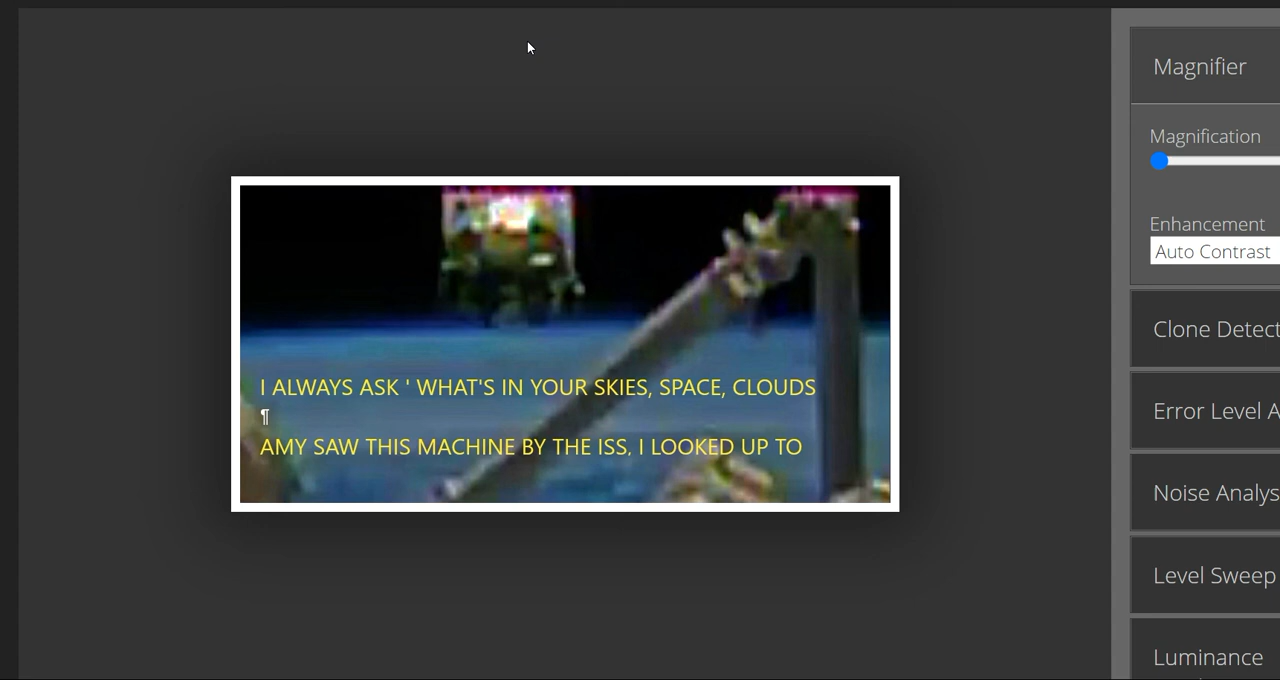 Magnifier
Magnification
Enhancement
Auto Contrast
I ALWAYS ASK ' WHAT'S IN YOUR SKIES, SPACE, CLOUDS
¶
AMY SAW THIS MACHINE BY THE ISS, I LOOKED UP TO
Clone Detect
Error Level A
Noise Analys
Level Sweep
Luminance